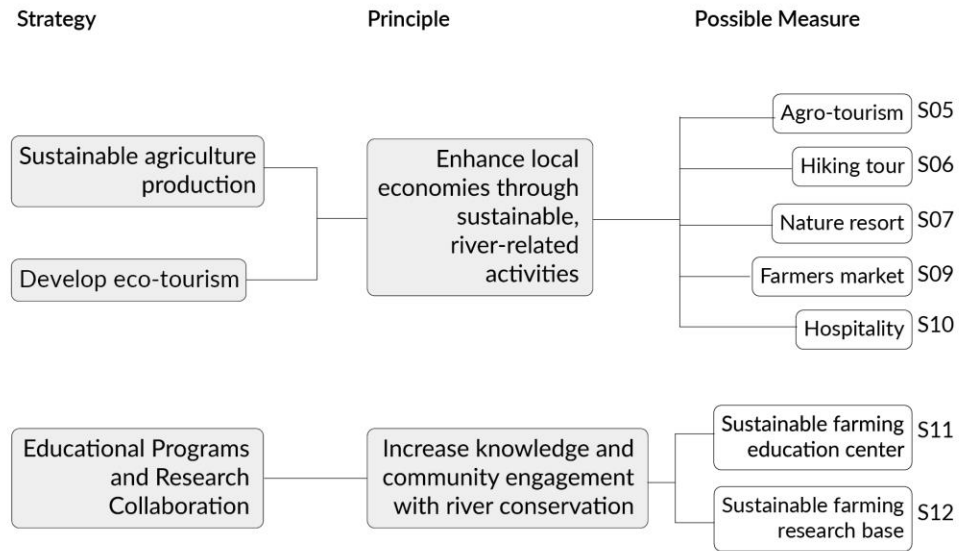 Strategy
Principle
Possible Measure
Sustainable agriculture
production
Develop eco-tourism
Enhance local
economies through
sustainable,
river-related
activities
Agro-tourism S05
Hiking tour S06
Nature resort S07
Farmers market S09
Hospitality S10
Educational Programs
and Research
Collaboration
Increase knowledge and
community engagement
with river conservation
Sustainable farming
education center
S11
Sustainable farming
research base
S12